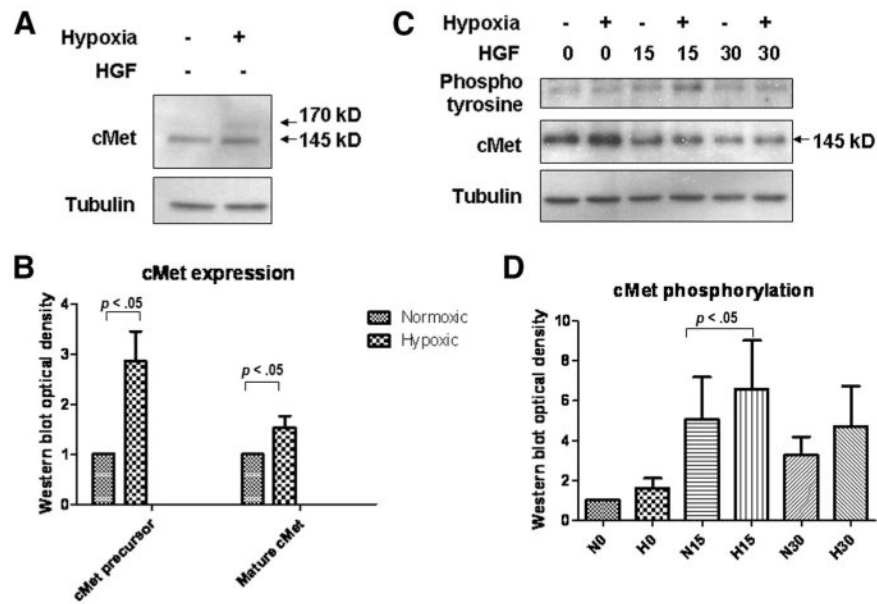 A
Hypoxia - +
HGF - -
cMet
170 kD
145 kD
Tubulin
B
cMet expression
Western blot optical density
4
3
2
1
0
p < .05
p < .05
cMet precursor
Mature cMet
Normoxic
Hypoxic
C
Hypoxia - + - + - +
HGF 0 0 15 15 30 30
Phospho
tyrosine
cMet
145 kD
Tubulin
D
cMet phosphorylation
Western blot optical density
10
8
6
4
2
0
p < .05
N0
H0
N15
H15
N30
H30